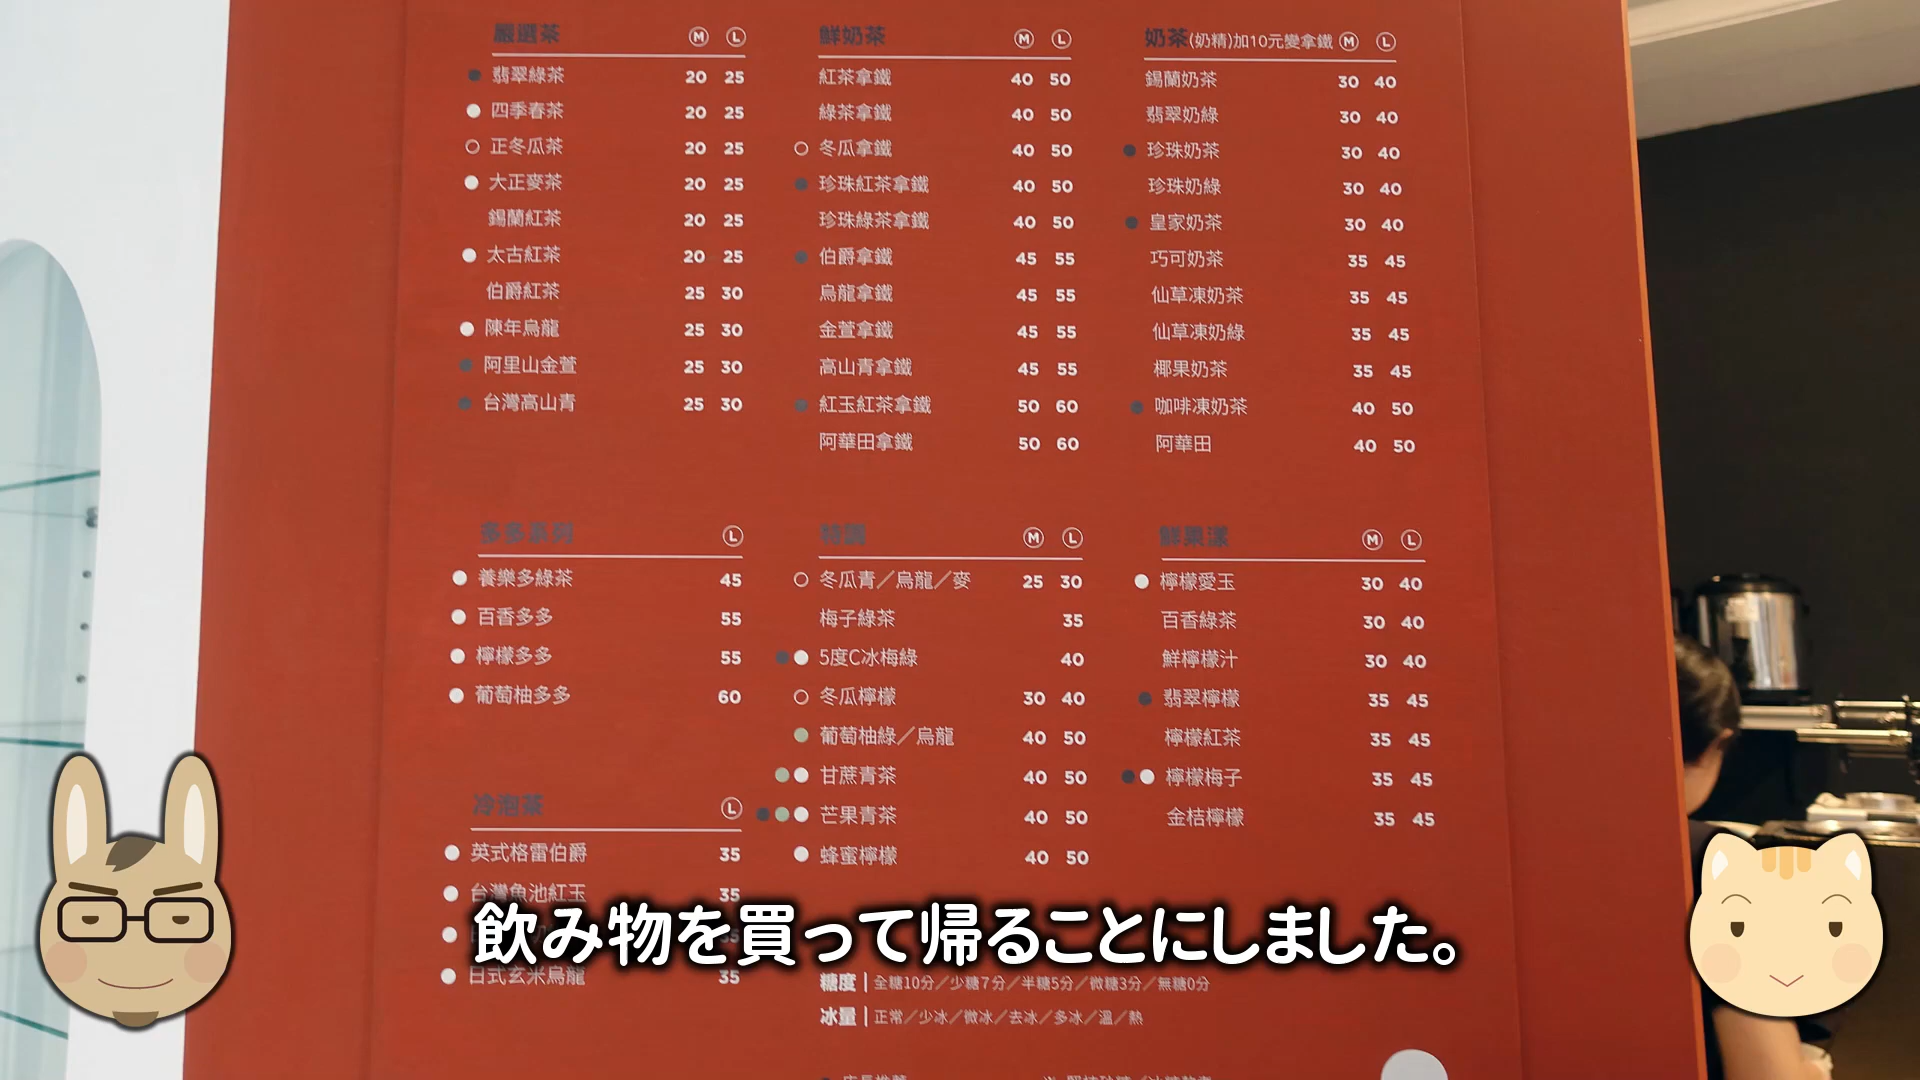 嚴選茶 M L
翡翠綠茶 20 25
四季春茶 20 25
正冬瓜茶 20 25
大正麥茶 20 25
錫蘭紅茶 20 25
太古紅茶 20 25
伯爵紅茶 25 30
陳年烏龍 25 30
阿里山金萱 25 30
台灣高山青 25 30
鮮奶茶 M L
紅茶拿鐵 40 50
綠茶拿鐵 40 50
冬瓜拿鐵 40 50
珍珠紅茶拿鐵 40 50
珍珠綠茶拿鐵 40 50
伯爵拿鐵 45 55
烏龍拿鐵 45 55
金萱拿鐵 45 55
高山青拿鐵 45 55
紅玉紅茶拿鐵 50 60
阿華田拿鐵 50 60
奶茶(奶精)加10元變拿鐵 M L
錫蘭奶茶 30 40
翡翠奶綠 30 40
珍珠奶茶 30 40
珍珠奶綠 30 40
皇家奶茶 30 40
巧可奶茶 35 45
仙草凍奶茶 35 45
仙草凍奶綠 35 45
椰果奶茶 35 45
咖啡凍奶茶 40 50
阿華田 40 50
多多系列 L
養樂多綠茶 45
百香多多 55
檸檬多多 55
葡萄柚多多 60
冷泡茶 L
英式格雷伯爵 35
台灣魚池紅玉 35
35
日式玄米烏龍 35
特調 M L
冬瓜青／烏龍／麥 25 30
梅子綠茶 35
5度C冰梅綠 40
冬瓜檸檬 30 40
葡萄柚綠／烏龍 40 50
甘蔗青茶 40 50
芒果青茶 40 50
蜂蜜檸檬 40 50
鮮果漾 M L
檸檬愛玉 30 40
百香綠茶 30 40
鮮檸檬汁 30 40
翡翠檸檬 35 45
檸檬紅茶 35 45
檸檬梅子 35 45
金桔檸檬 35 45
飲み物を買って帰ることにしました。
糖度 | 全糖10分／少糖7分／半糖5分／微糖3分／無糖0分
冰量 | 正常／少冰／微冰／去冰／多冰／溫／熱